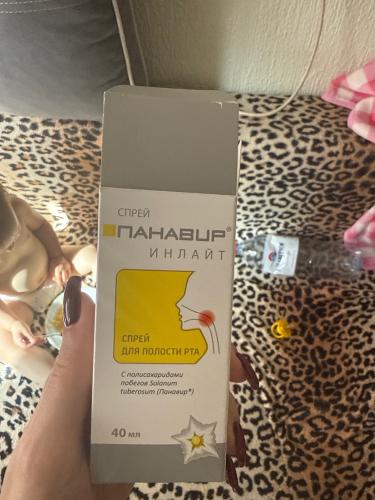 СПРЕЙ
ПАНАВИР®
ИНЛАЙТ
СПРЕЙ
ДЛЯ ПОЛОСТИ РТА
С полисахаридами
побегов Solanum
tuberosum (Панавир®)
40 мл